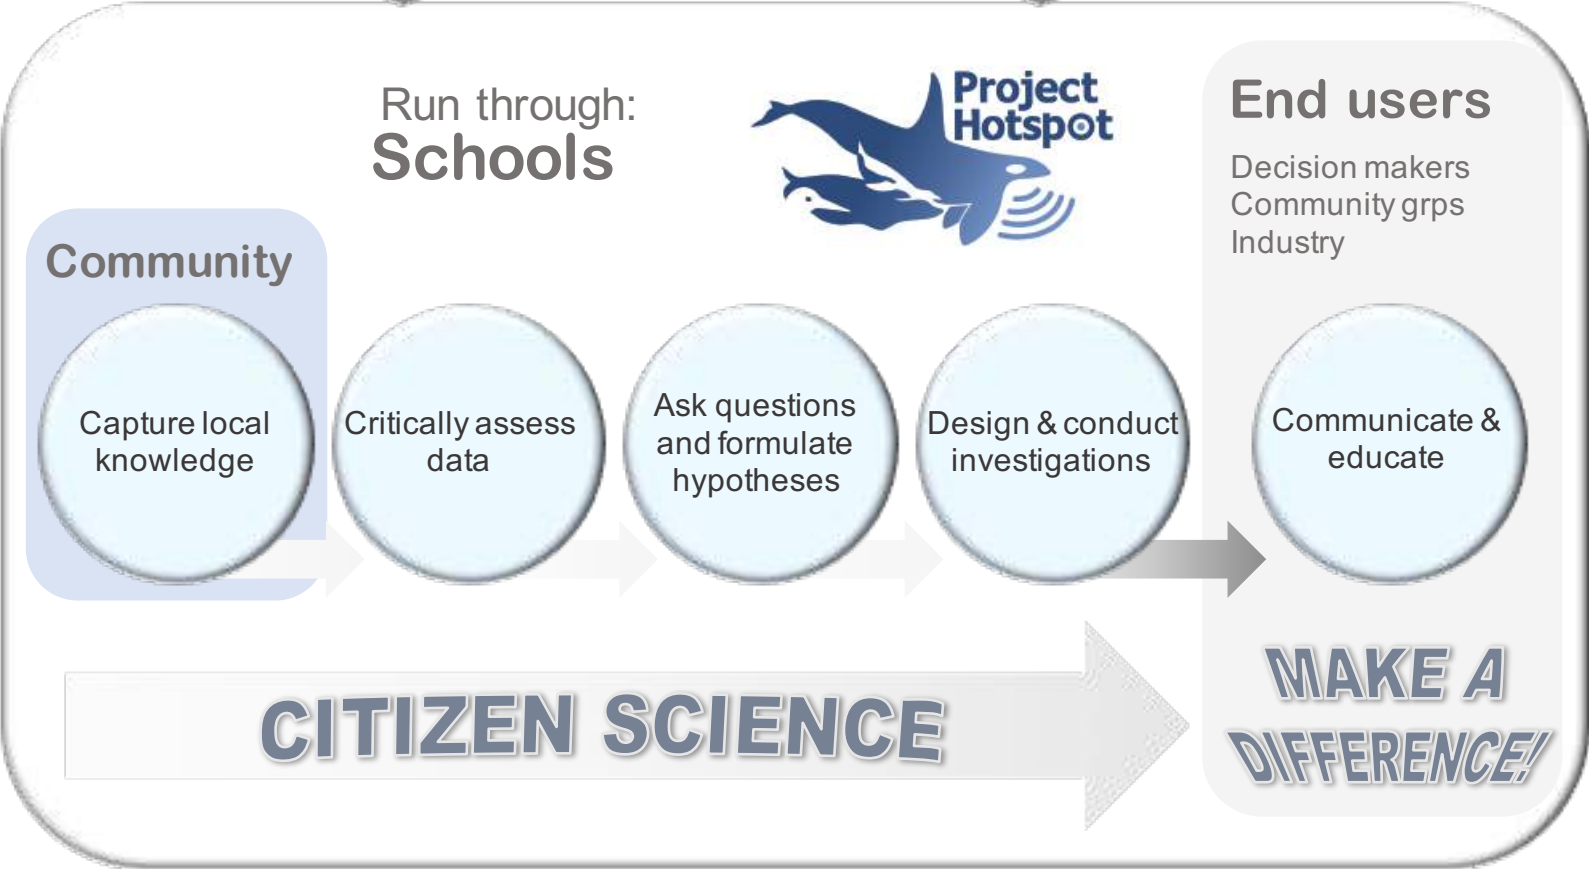 Run through:
Schools
Project
Hotspot
End users
Decision makers
Community grps
Industry
Community
Capture local
knowledge
Critically assess
data
Ask questions
and formulate
hypotheses
Design & conduct
investigations
Communicate &
educate
CITIZEN SCIENCE
MAKE A
DIFFERENCE!